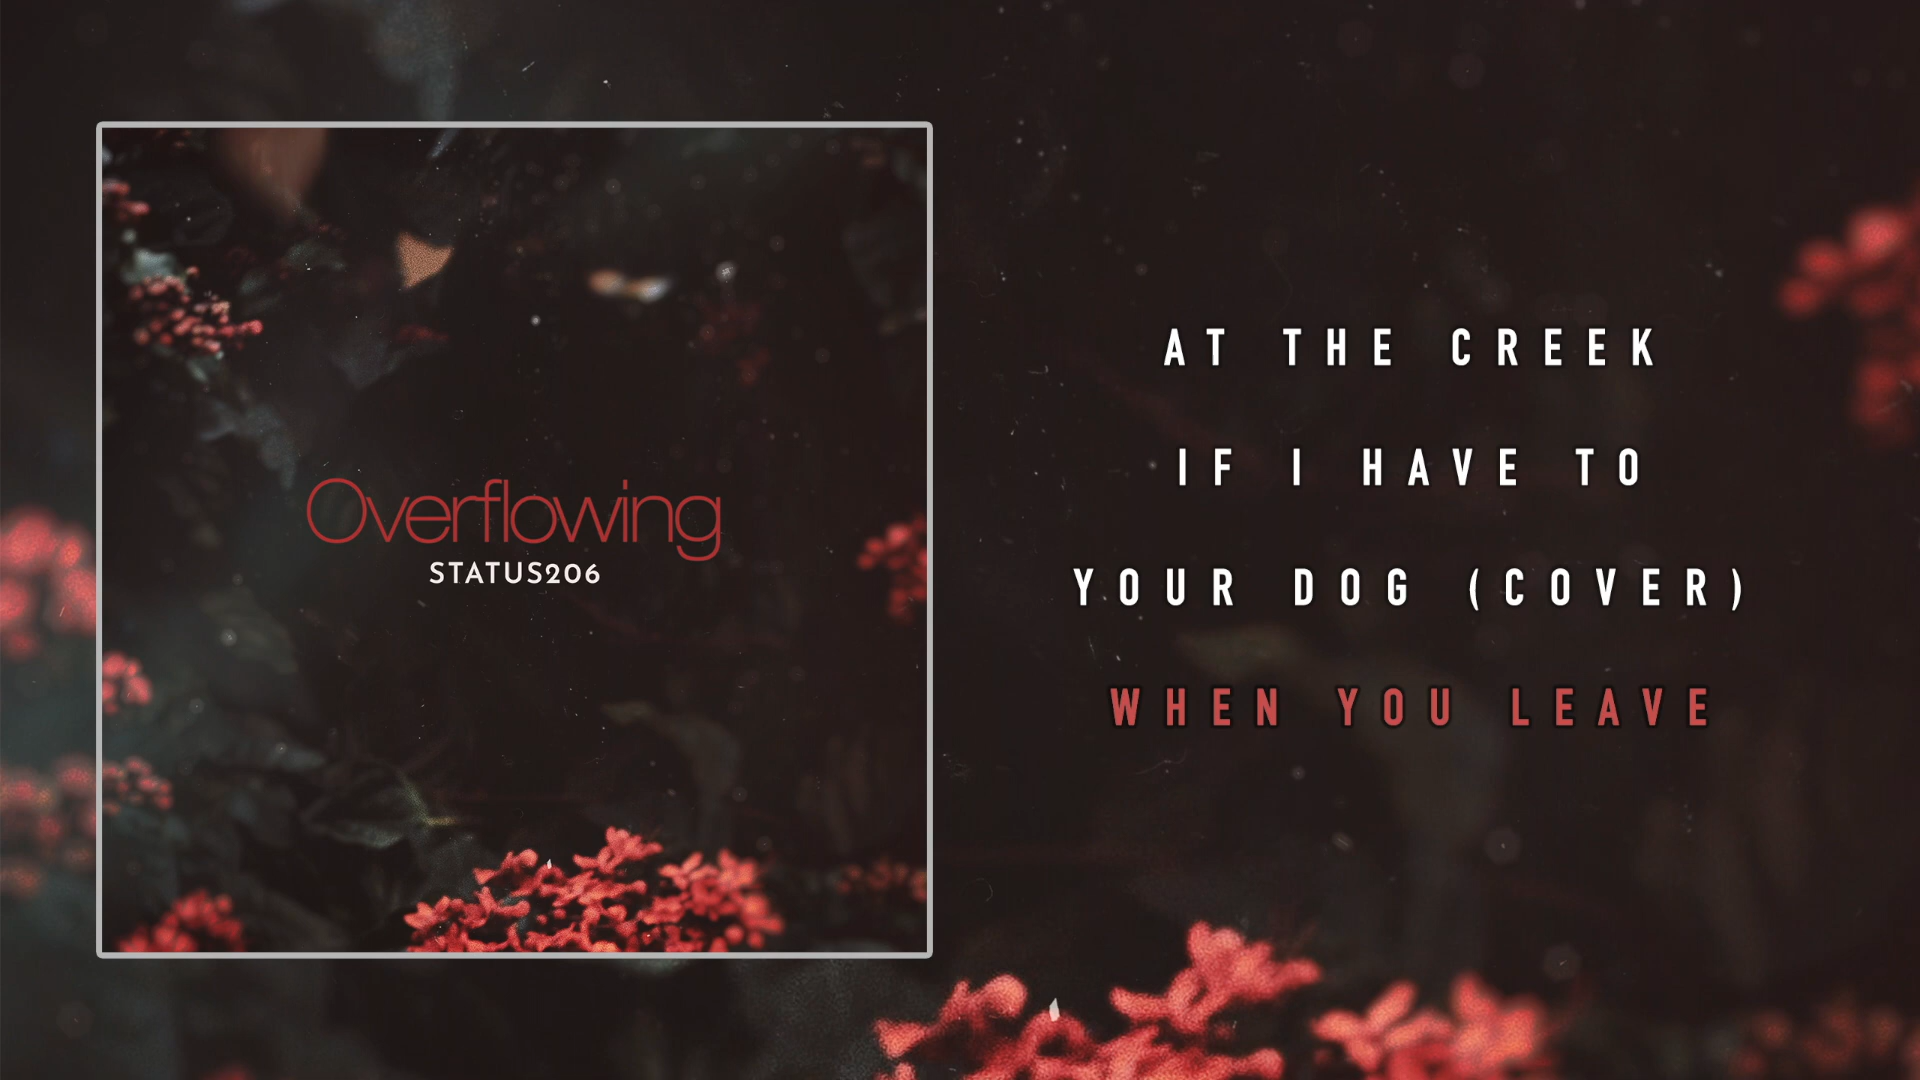 Overflowing
STATUS206
AT THE CREEK
IF I HAVE TO
YOUR DOG (COVER)
WHEN YOU LEAVE